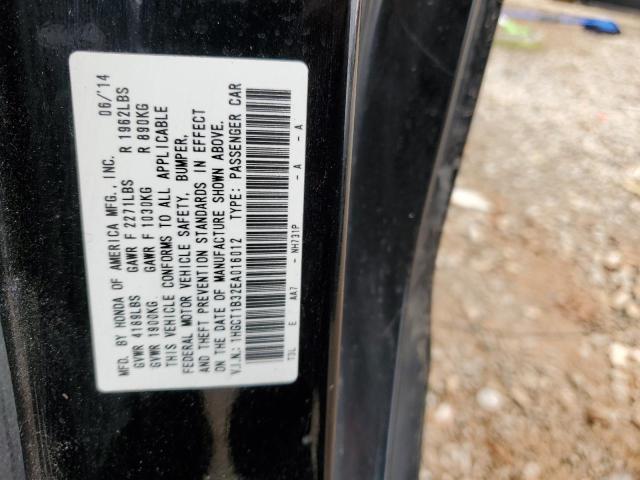 MFD. BY HONDA OF AMERICA MFG., INC. 06/'14
GVWR 4189LBS GAWR F 2271LBS R 1962LBS
GVWR 1900KG GAWR F 1030KG R 890KG
THIS VEHICLE CONFORMS TO ALL APPLICABLE
FEDERAL MOTOR VEHICLE SAFETY, BUMPER,
AND THEFT PREVENTION STANDARDS IN EFFECT
ON THE DATE OF MANUFACTURE SHOWN ABOVE.
V.I.N.: 1HGCT1B32EA016012 TYPE: PASSENGER CAR
T3L E AA7 - NH731P - A - A